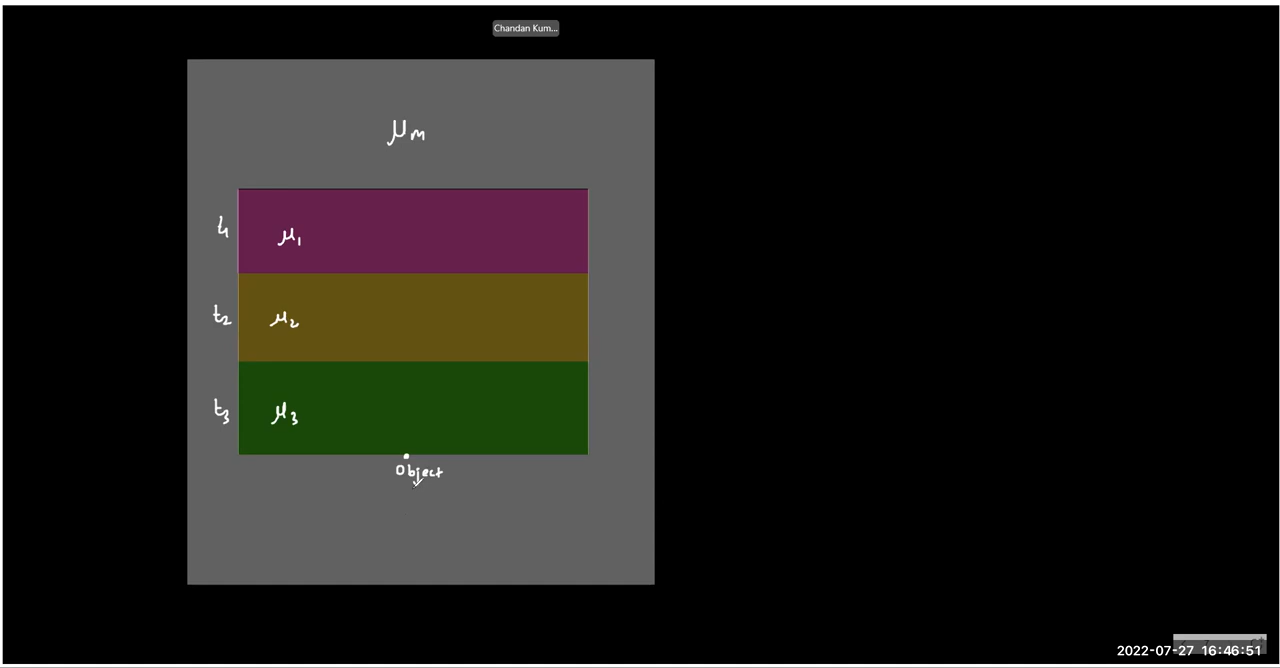 Chandan Kum...
μm
t1
μ1
t2
μ2
t3
μ3
Object
2022-07-27 16:46:51